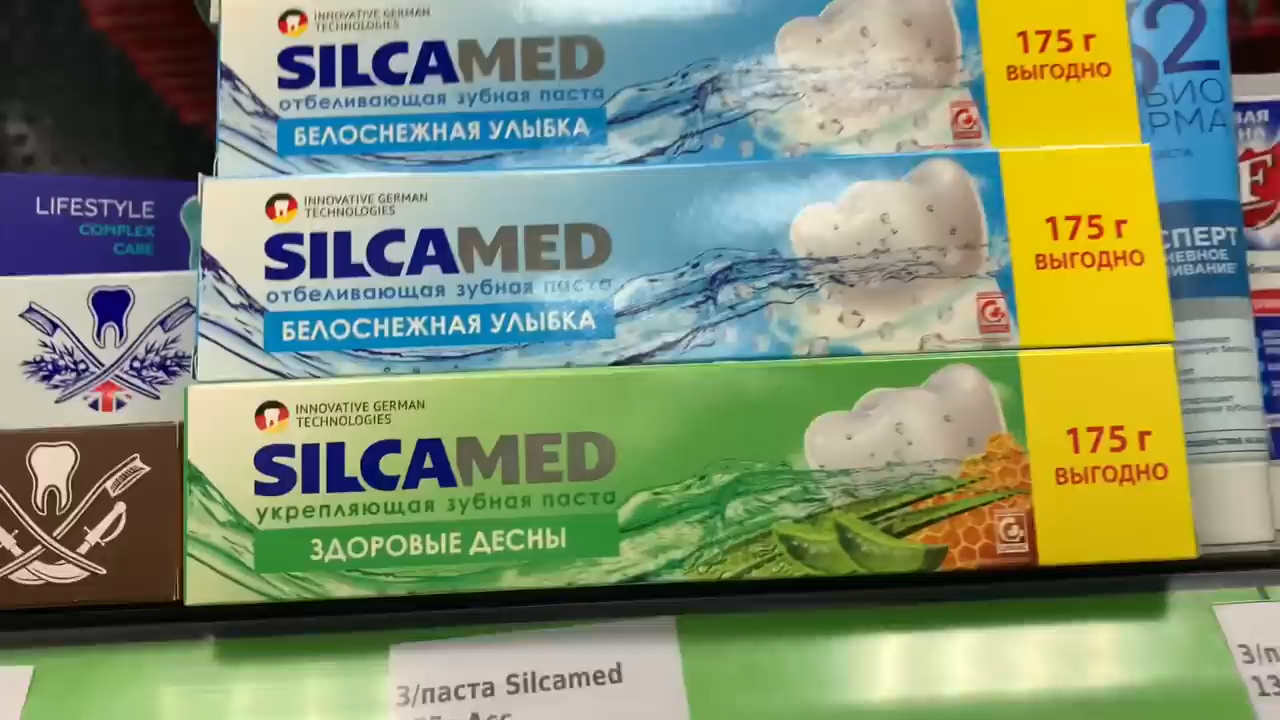 INNOVATIVE GERMAN
TECHNOLOGIES
SILCAMED
отбеливающая зубная паста
БЕЛОСНЕЖНАЯ УЛЫБКА
175 г
ВЫГОДНО
INNOVATIVE GERMAN
TECHNOLOGIES
SILCAMED
отбеливающая зубная паста
БЕЛОСНЕЖНАЯ УЛЫБКА
175 г
ВЫГОДНО
INNOVATIVE GERMAN
TECHNOLOGIES
SILCAMED
укрепляющая зубная паста
ЗДОРОВЫЕ ДЕСНЫ
175 г
ВЫГОДНО
LIFESTYLE
COMPLEX
CARE
БИО
З/паста Silcamed